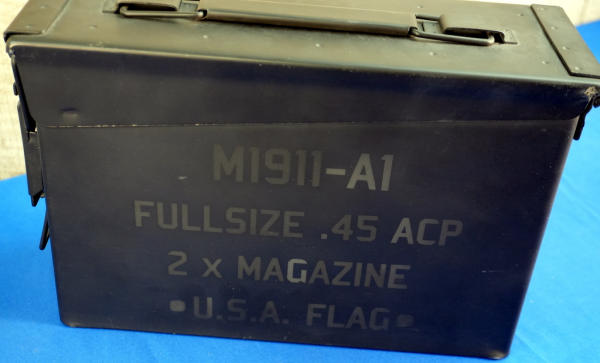 M1911-A1
FULLSIZE .45 ACP
2 x MAGAZINE
• U.S.A. FLAG •